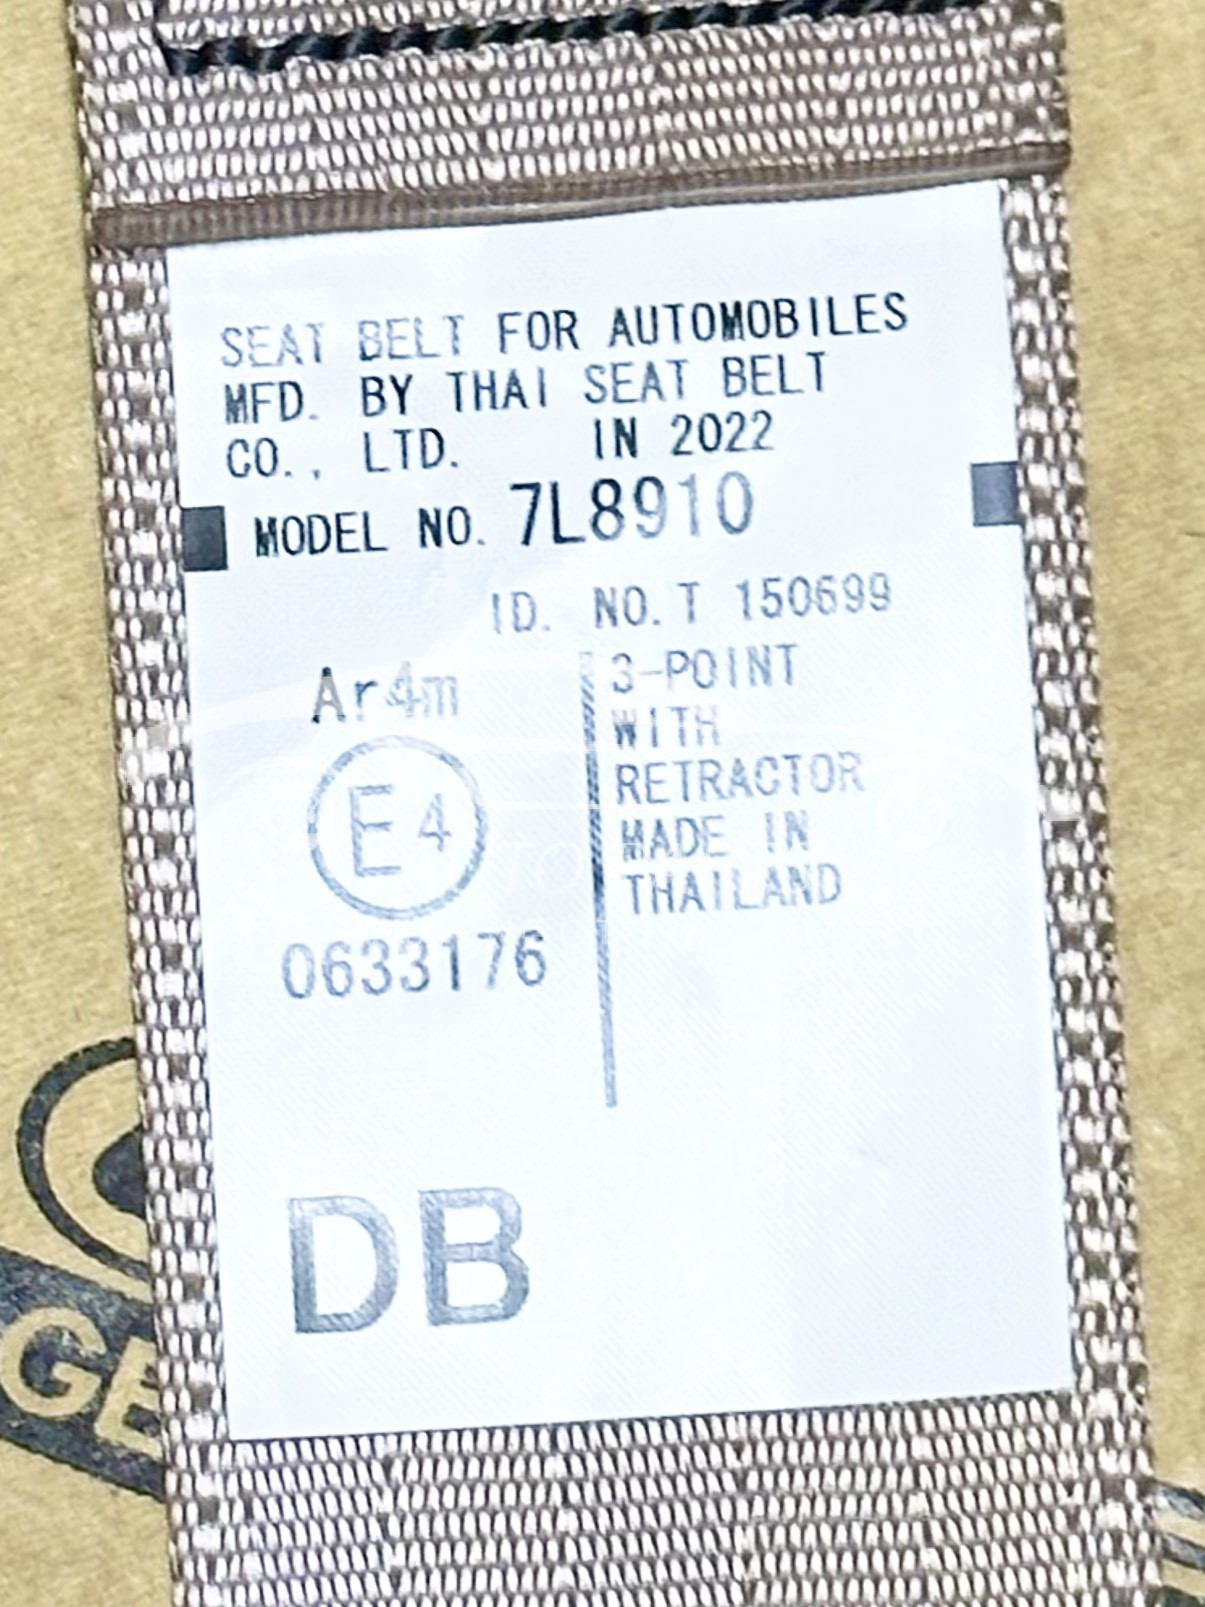 SEAT BELT FOR AUTOMOBILES
MFD. BY THAI SEAT BELT
CO., LTD. IN 2022
MODEL NO. 7L8910
ID. NO. T 150699
Ar4m
E4
0633176
3-POINT
WITH
RETRACTOR
MADE IN
THAILAND
DB
GE